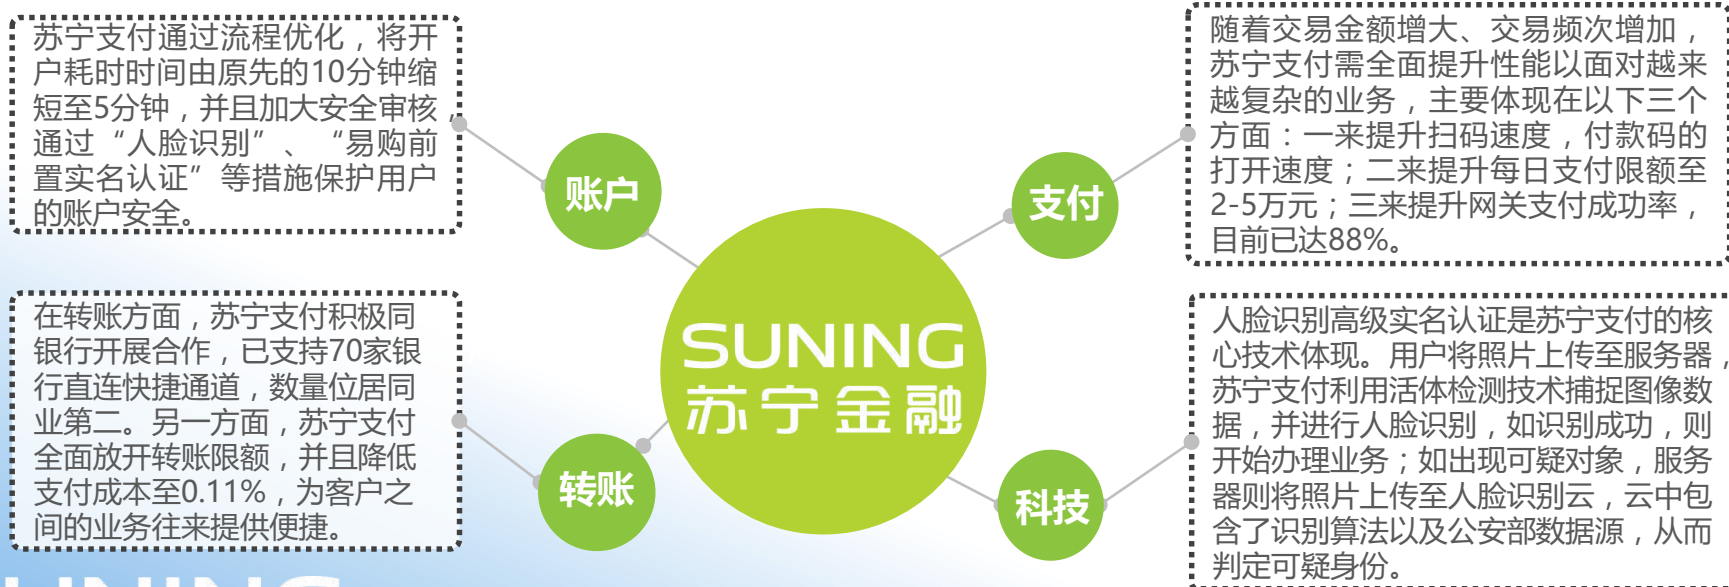 苏宁支付通过流程优化，将开
户耗时时间由原先的10分钟缩
短至5分钟，并且加大安全审核，
通过“人脸识别”、“易购前
置实名认证”等措施保护用户
的账户安全。
账户
随着交易金额增大、交易频次增加，
苏宁支付需全面提升性能以面对越来
越复杂的业务，主要体现在以下三个
方面：一来提升扫码速度，付款码的
打开速度；二来提升每日支付限额至
2-5万元；三来提升网关支付成功率，
目前已达88%。
支付
SUNING
苏宁金融
在转账方面，苏宁支付积极同
银行开展合作，已支持70家银
行直连快捷通道，数量位居同
业第二。另一方面，苏宁支付
全面放开转账限额，并且降低
支付成本至0.11%，为客户之
间的业务往来提供便捷。
转账
人脸识别高级实名认证是苏宁支付的核
心技术体现。用户将照片上传至服务器，
苏宁支付利用活体检测技术捕捉图像数
据，并进行人脸识别，如识别成功，则
开始办理业务；如出现可疑对象，服务
器则将照片上传至人脸识别云，云中包
含了识别算法以及公安部数据源，从而
判定可疑身份。
科技